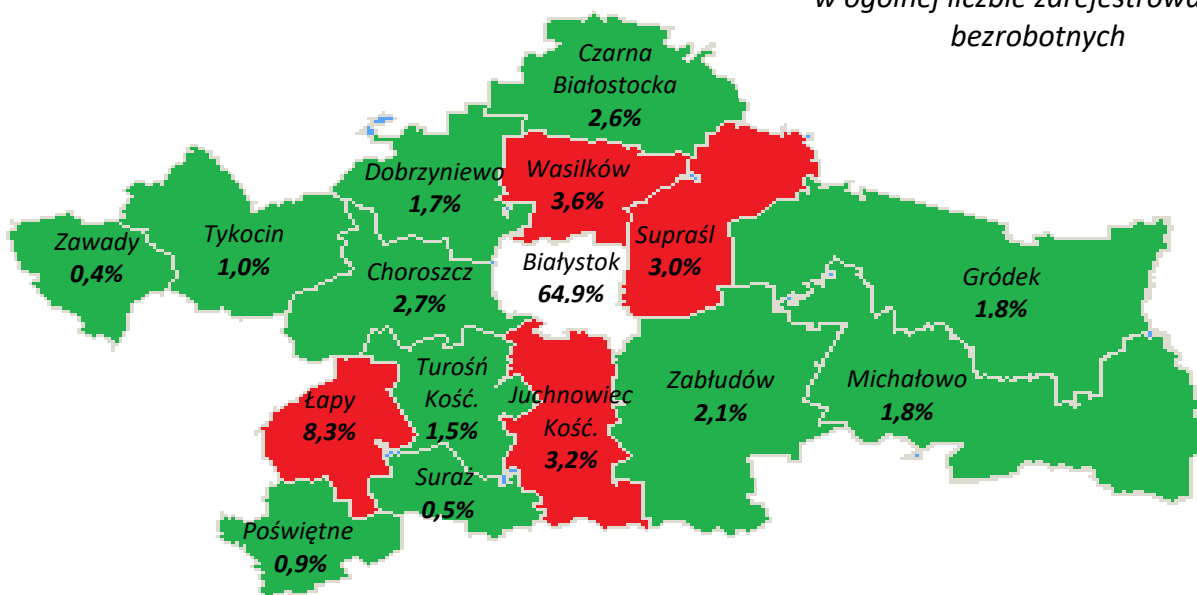 w ogólnej liczbie
bezrobotnych
Czarna
Białostocka
2,6%
Dobrzyniewo
1,7%
Wasilków
3,6%
Zawady
0,4%
Tykocin
1,0%
Choroszcz
2,7%
Białystok
64.9%
Supraśl
3,0%
Gródek
1.8%
Łapy
8,3%
Turośń
Kość.
1,5%
Juchnowiec
Kość.
3,2%
Zabłudów
2,1%
Michałowo
1,8%
Suraż
0,5%
Poświętne
0,9%